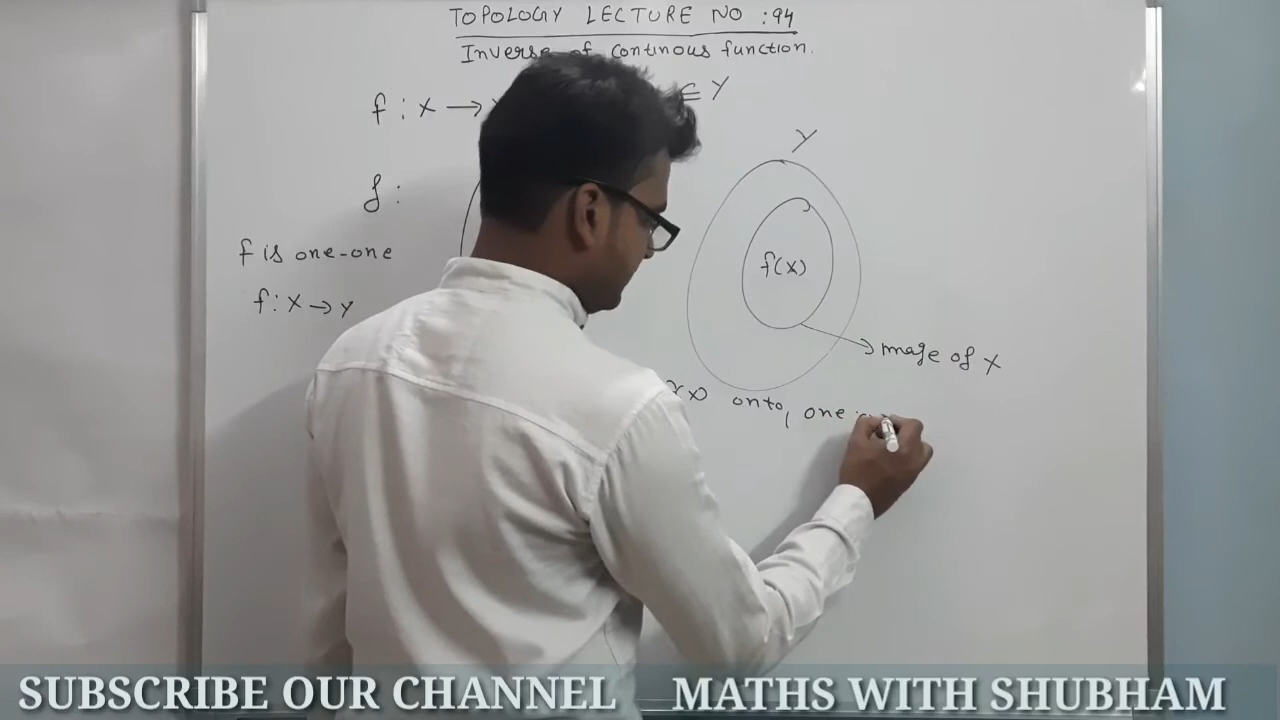 TOPOLOGY LECTURE NO :94
Inverse of continous function.
f : X → ⊆ Y
Y
f :
f is one-one
f(X)
f : X → Y
Image of X
onto, one
SUBSCRIBE OUR CHANNEL MATHS WITH SHUBHAM